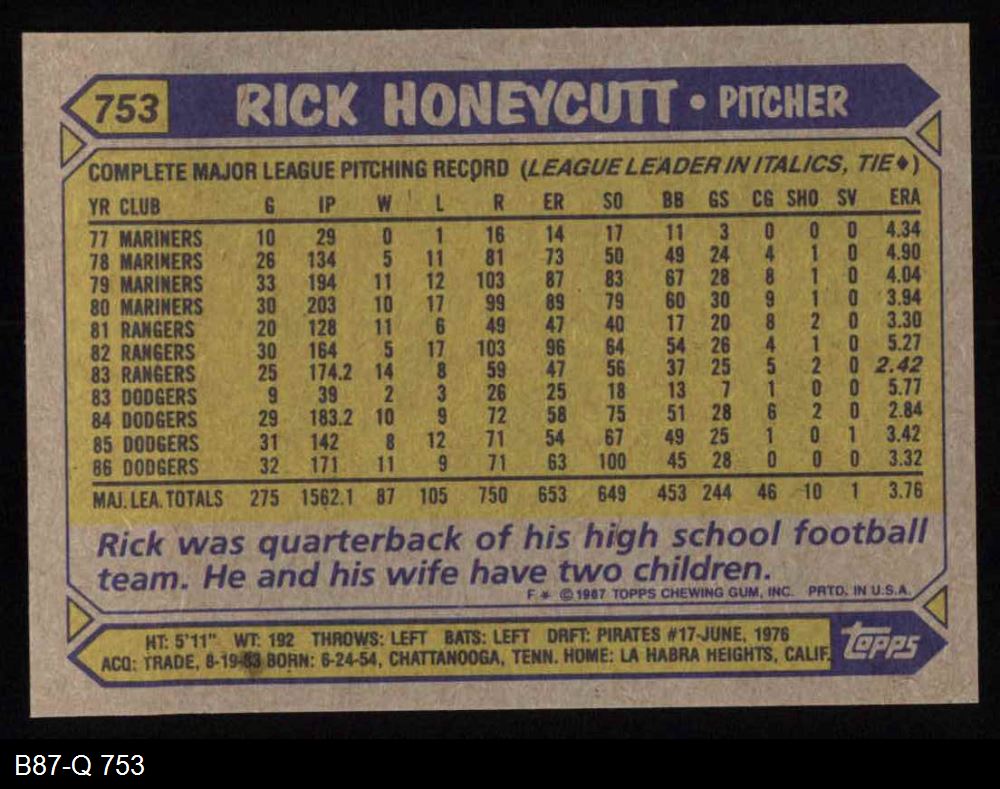 753 RICK HONEYCUTT • PITCHER
COMPLETE MAJOR LEAGUE PITCHING RECORD (LEAGUE LEADER IN ITALICS, TIE♦)
YR CLUB G IP W L R ER SO BB GS CG SHO SV ERA
77 MARINERS 10 29 0 1 16 14 17 11 3 0 0 0 4.34
78 MARINERS 26 134 5 11 81 73 50 49 24 4 1 0 4.90
79 MARINERS 33 194 11 12 103 87 83 67 28 8 1 0 4.04
80 MARINERS 30 203 10 17 99 89 79 60 30 9 1 0 3.94
81 RANGERS 20 128 11 6 49 47 40 17 20 8 2 0 3.30
82 RANGERS 30 164 5 17 103 96 64 54 26 4 1 0 5.27
83 RANGERS 25 174.2 14 8 59 47 56 37 25 5 2 0 2.42
83 DODGERS 9 39 2 3 26 25 18 13 7 1 0 0 5.77
84 DODGERS 29 183.2 10 9 72 58 75 51 28 6 2 0 2.84
85 DODGERS 31 142 8 12 71 54 67 49 25 1 0 1 3.42
86 DODGERS 32 171 11 9 71 63 100 45 28 0 0 0 3.32
MAJ. LEA. TOTALS 275 1562.1 87 105 750 653 649 453 244 46 10 1 3.76
Rick was quarterback of his high school football
team. He and his wife have two children.
F * © 1987 TOPPS CHEWING GUM, INC. PRTD. IN U.S.A.
HT: 5'11" WT: 192 THROWS: LEFT BATS: LEFT DRFT: PIRATES #17-JUNE, 1976
ACQ: TRADE, 8-19-83 BORN: 6-24-54, CHATTANOOGA, TENN. HOME: LA HABRA HEIGHTS, CALIF.
Topps
B87-Q 753